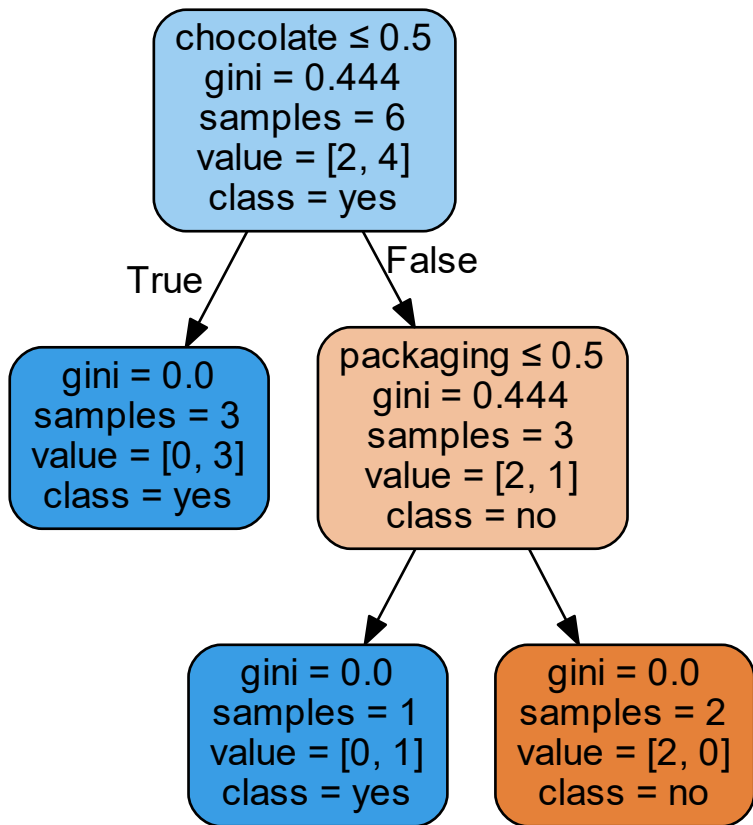 chocolate ≤ 0.5
gini = 0.444
samples = 6
value = [2, 4]
class = yes
True
False
gini = 0.0
samples = 3
value = [0, 3]
class = yes
packaging ≤ 0.5
gini = 0.444
samples = 3
value = [2, 1]
class = no
gini = 0.0
samples = 1
value = [0, 1]
class = yes
gini = 0.0
samples = 2
value = [2, 0]
class = no